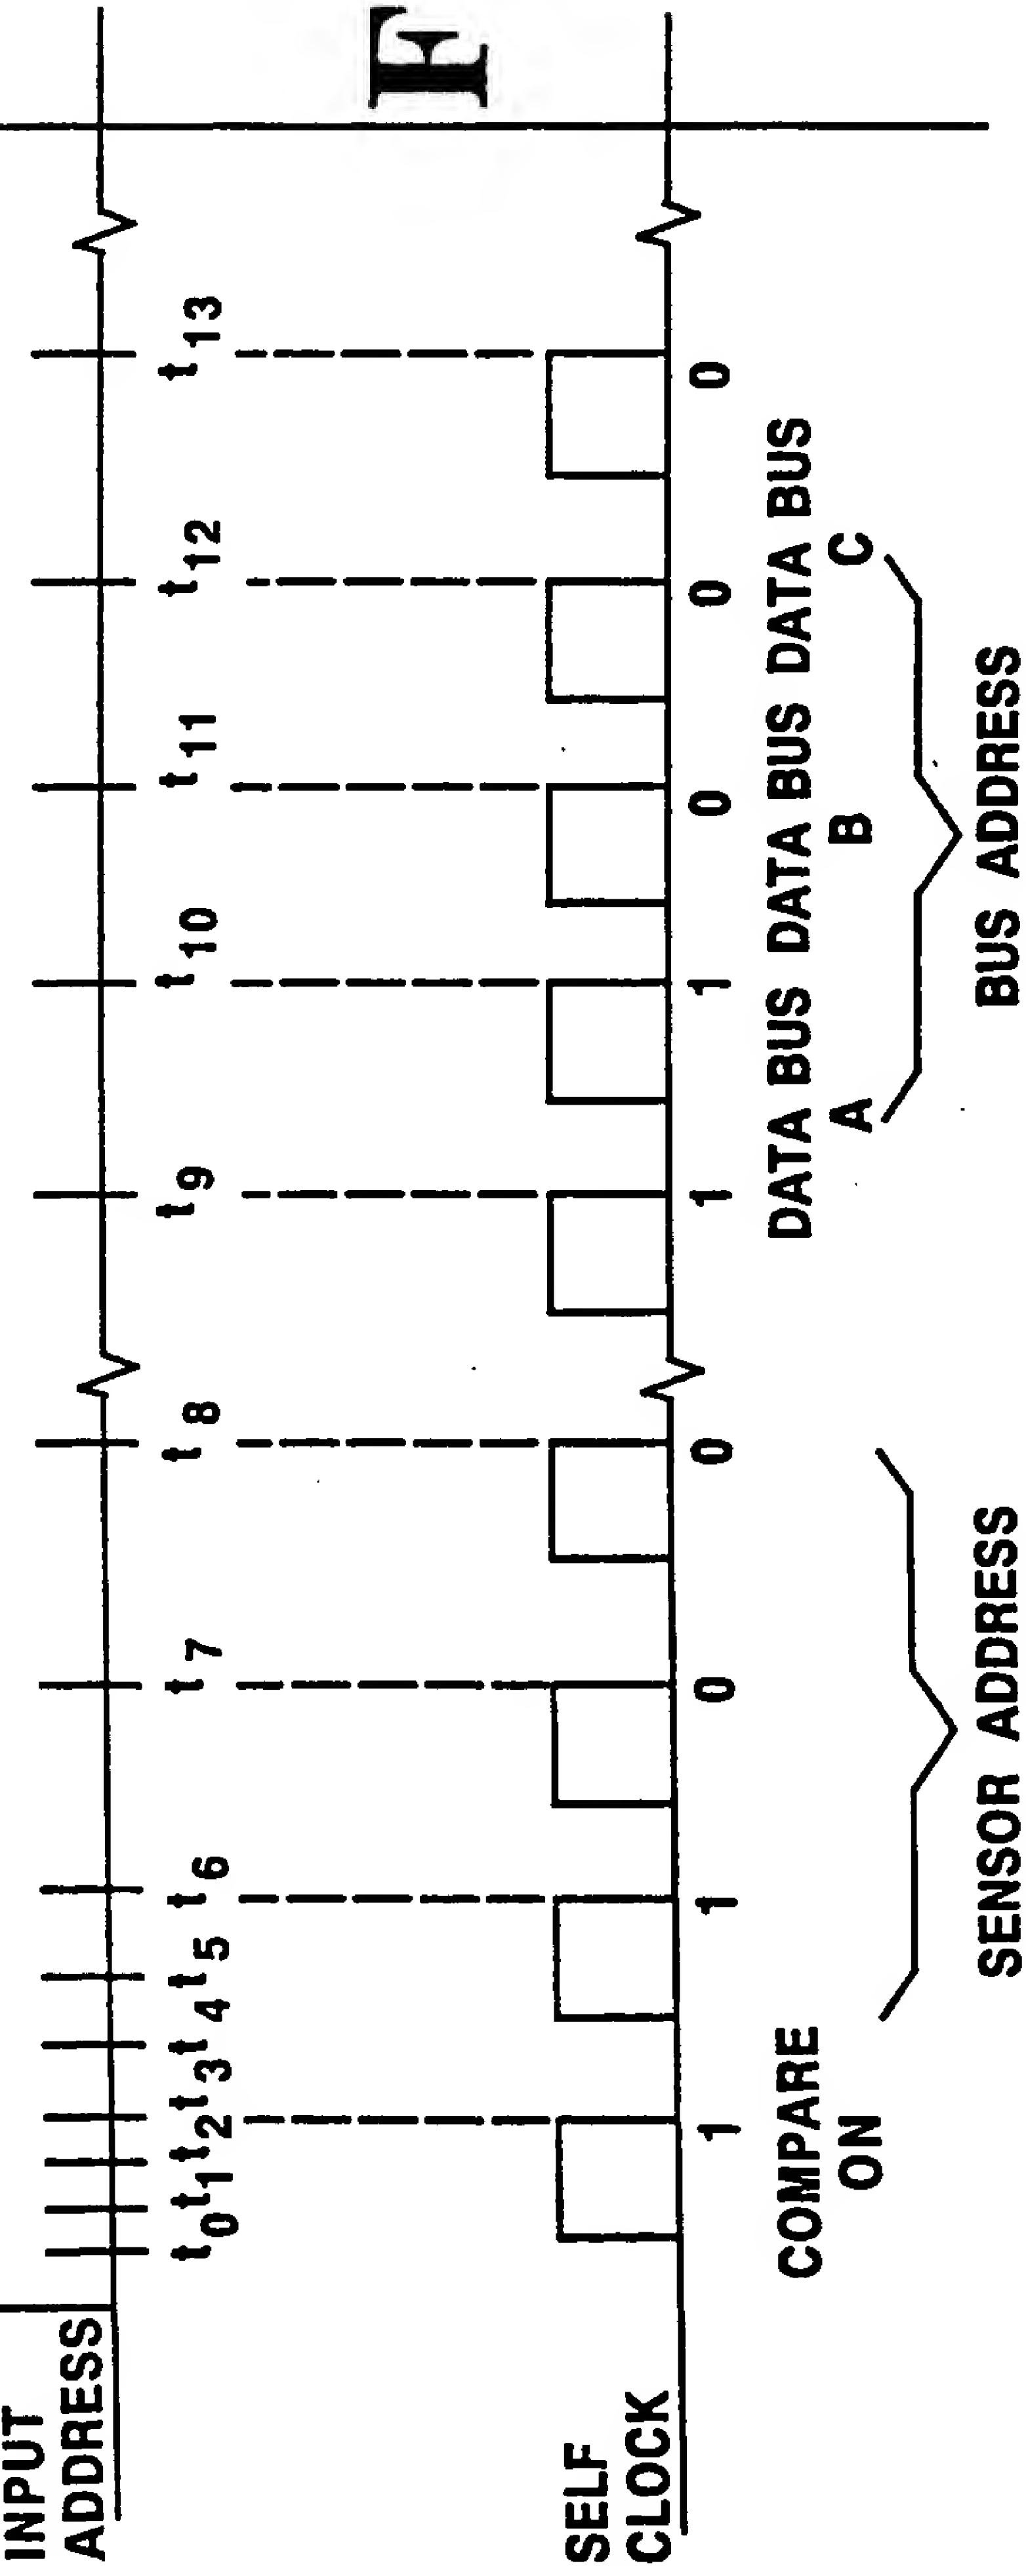 INPUT
ADDRESS
t0 t1 t2 t3 t4 t5 t6 t7 t8 t9 t10 t11 t12 t13
F
SELF
CLOCK
1 1 0 0 1 1 0 0 0
COMPARE
ON
DATA BUS DATA BUS DATA BUS
A B C
SENSOR ADDRESS
BUS ADDRESS